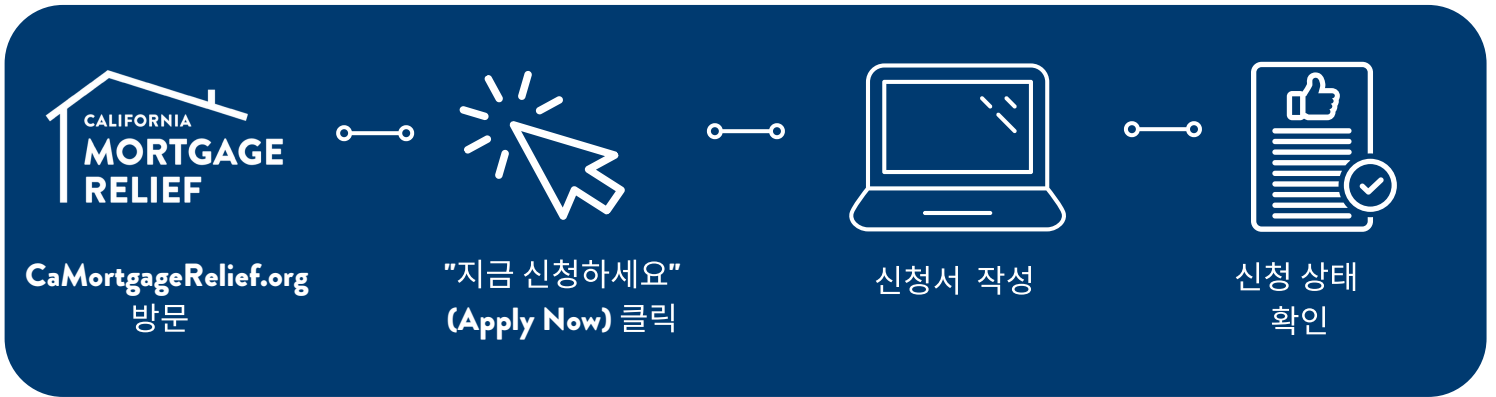 CALIFORNIA
MORTGAGE
RELIEF
CaMortgageRelief.org
방문
"지금 신청하세요"
(Apply Now) 클릭
신청서 작성
신청 상태
확인